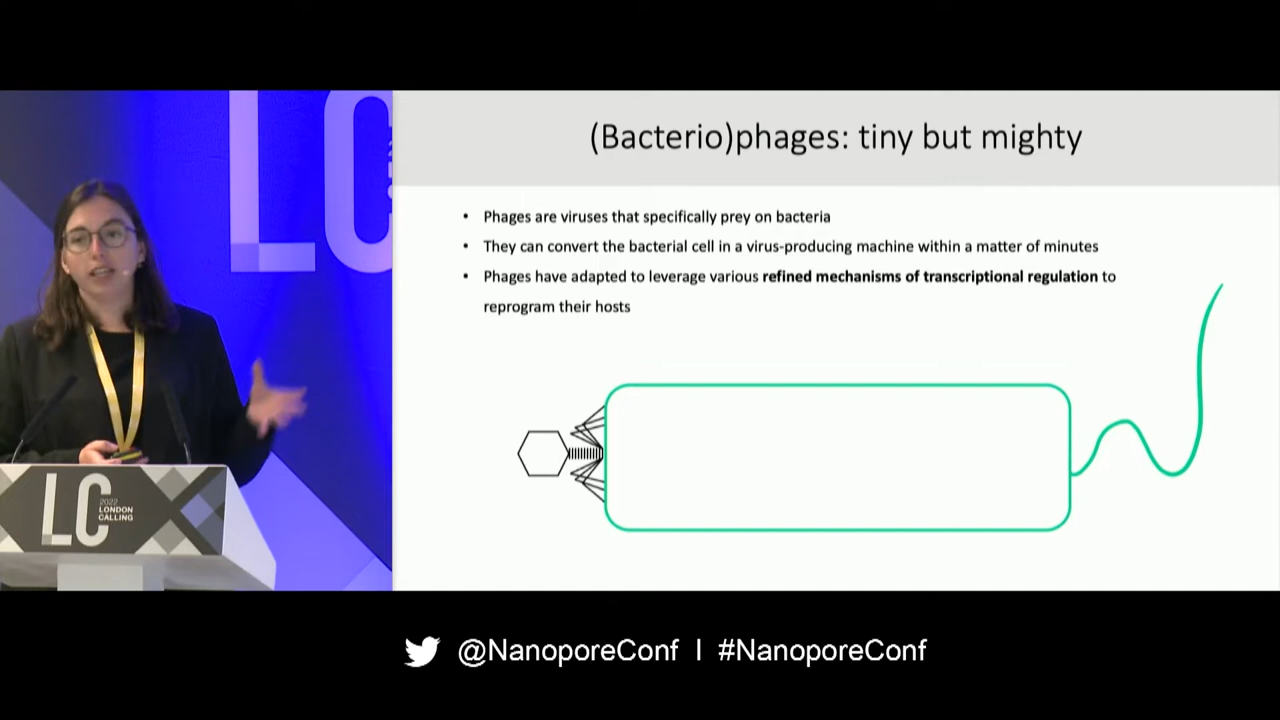 LC
(Bacterio)phages: tiny but mighty
• Phages are viruses that specifically prey on bacteria
• They can convert the bacterial cell in a virus-producing machine within a matter of minutes
• Phages have adapted to leverage various refined mechanisms of transcriptional regulation to
reprogram their hosts
LC
2022
LONDON
CALLING
@NanoporeConf | #NanoporeConf